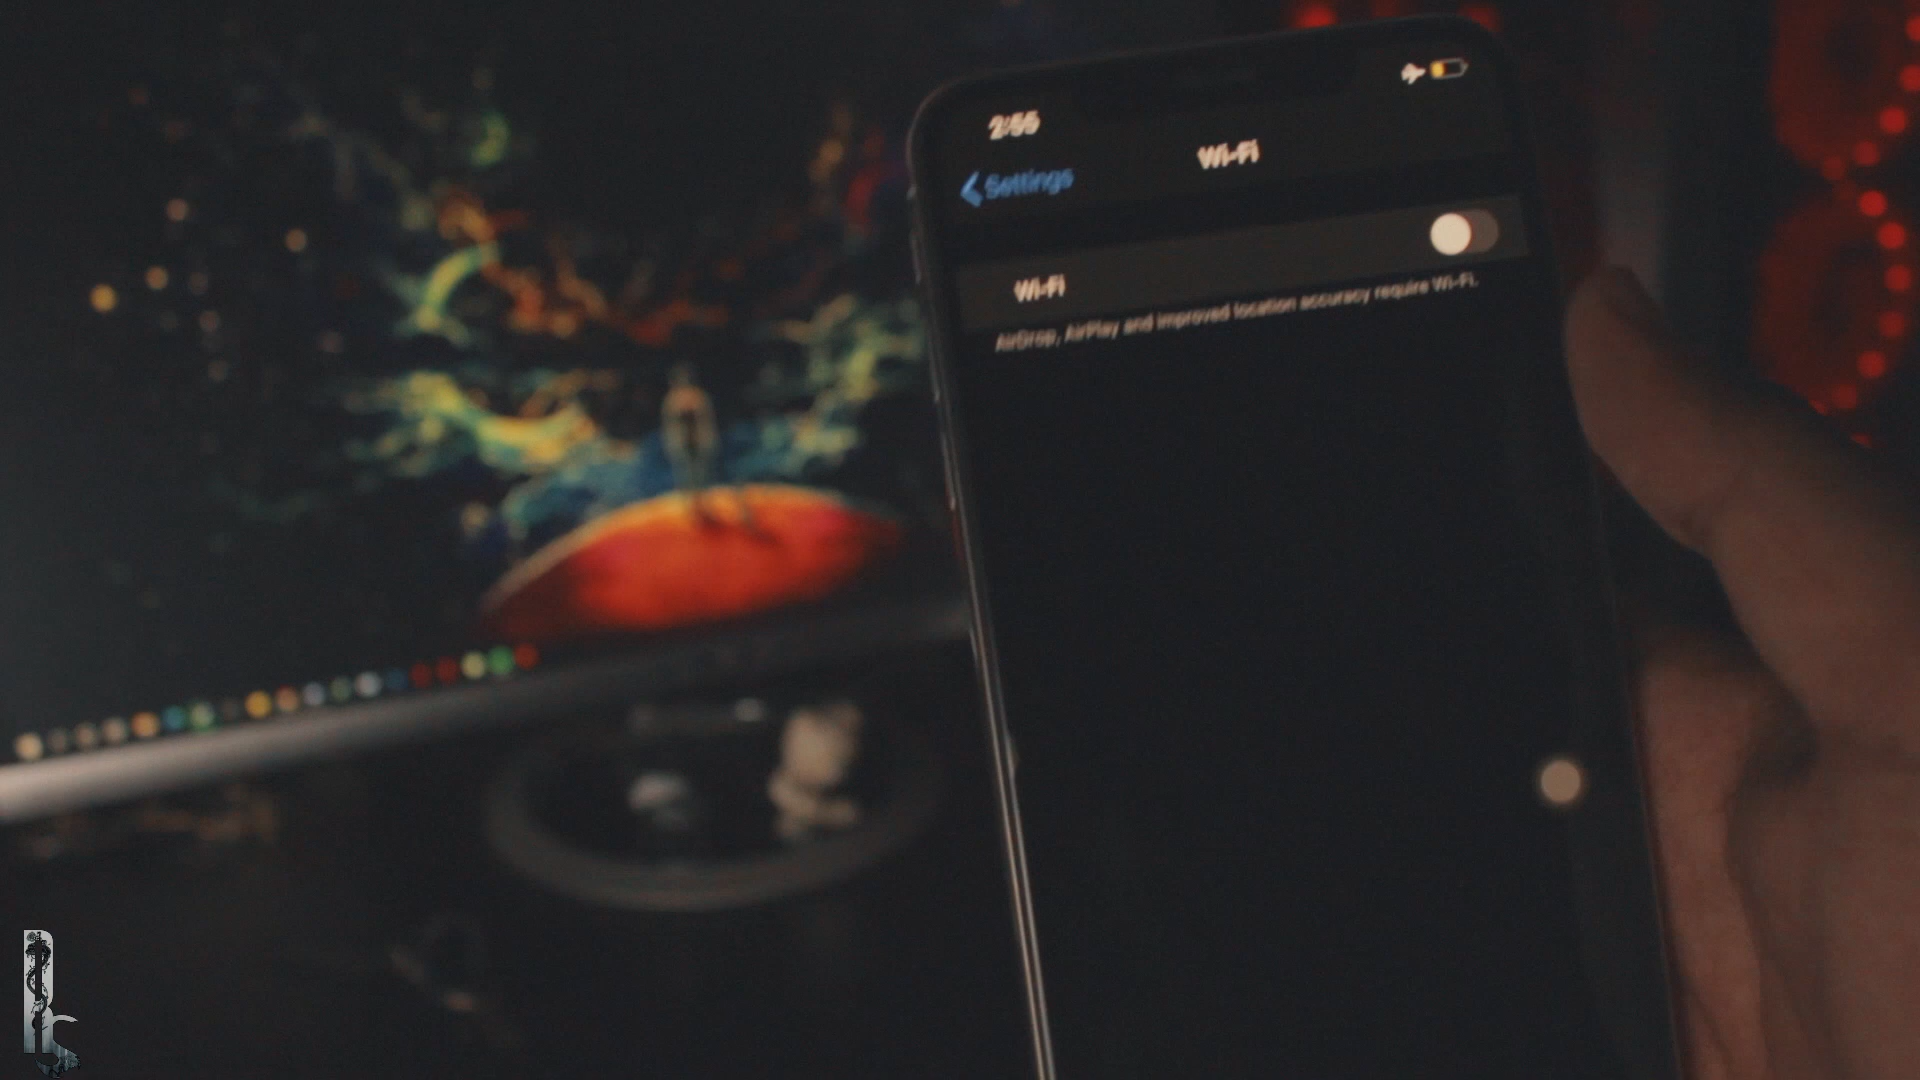 2:55
Wi-Fi
Settings
Wi-Fi
AirDrop, AirPlay and improved location accuracy require Wi-Fi.